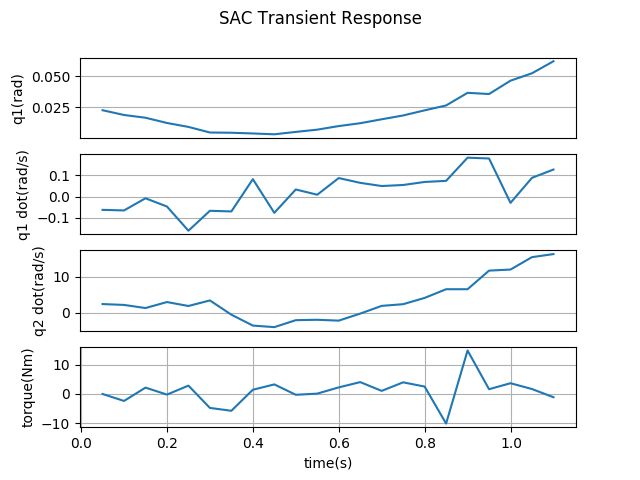 SAC Transient Response
q1(rad)
0.050
0.025
q1 dot(rad/s)
0.1
0.0
−0.1
q2 dot(rad/s)
10
0
torque(Nm)
10
0
−10
0.0 0.2 0.4 0.6 0.8 1.0
time(s)